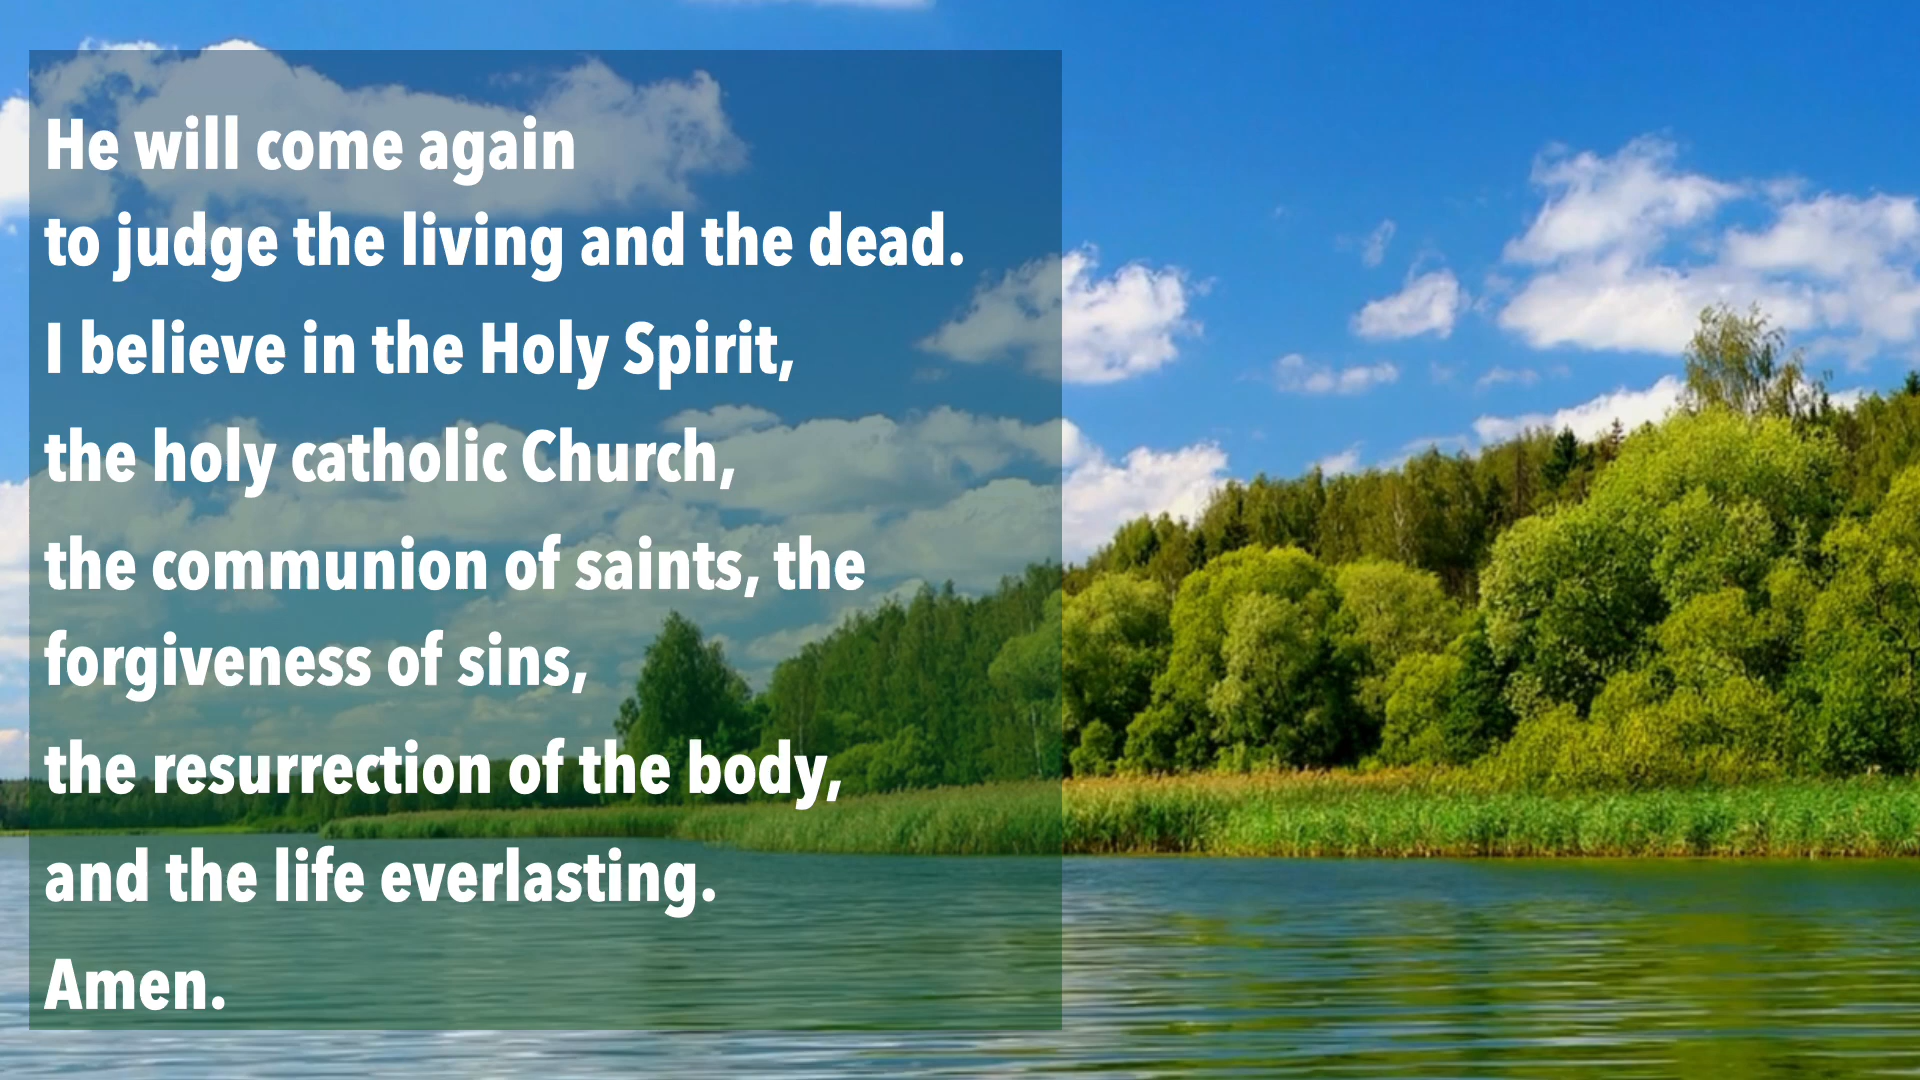 He will come again
to judge the living and the dead.
I believe in the Holy Spirit,
the holy catholic Church,
the communion of saints, the
forgiveness of sins,
the resurrection of the body,
and the life everlasting.
Amen.